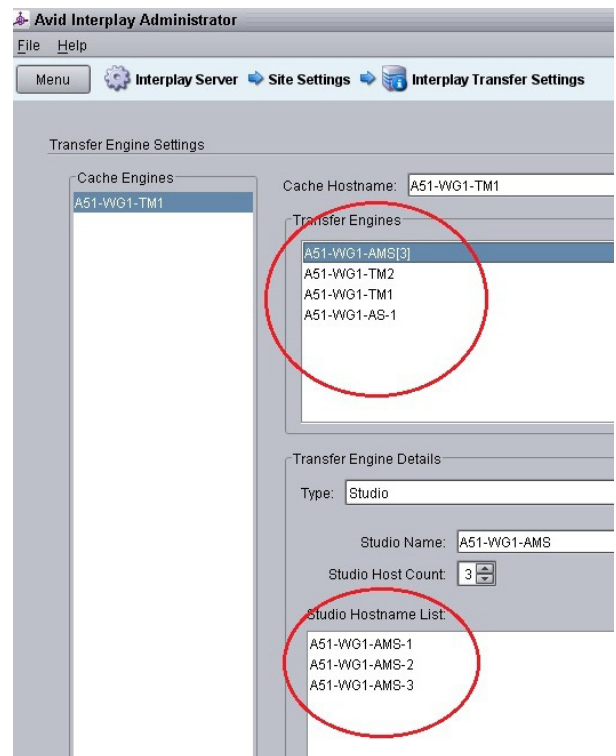 Avid Interplay Administrator
File Help
Menu Interplay Server Site Settings Interplay Transfer Settings
Transfer Engine Settings
Cache Engines
A51-WG1-TM1
Cache Hostname: A51-WG1-TM1
Transfer Engines
A51-WG1-AMS[3]
A51-WG1-TM2
A51-WG1-TM1
A51-WG1-AS-1
Transfer Engine Details
Type: Studio
Studio Name: A51-WG1-AMS
Studio Host Count: 3
Studio Hostname List:
A51-WG1-AMS-1
A51-WG1-AMS-2
A51-WG1-AMS-3